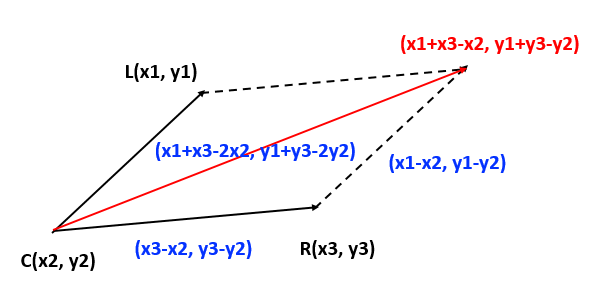 (x1+x3-x2, y1+y3-y2)
L(x1, y1)
(x1+x3-2x2, y1+y3-2y2)
(x1-x2, y1-y2)
(x3-x2, y3-y2)
R(x3, y3)
C(x2, y2)